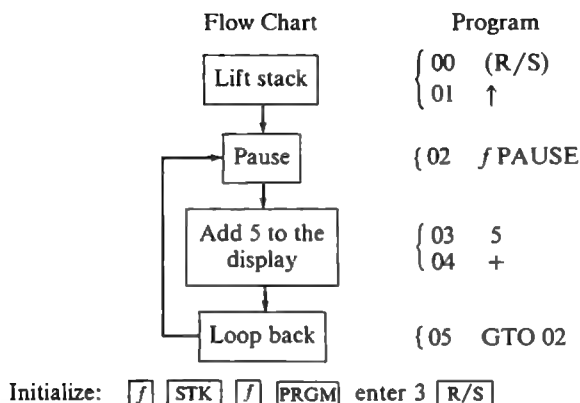 Flow Chart Program
Lift stack
00 (R/S)
01 ↑
Pause
02 f PAUSE
Add 5 to the
display
03 5
04 +
Loop back
05 GTO 02
Initialize: f STK f PRGM enter 3 R/S